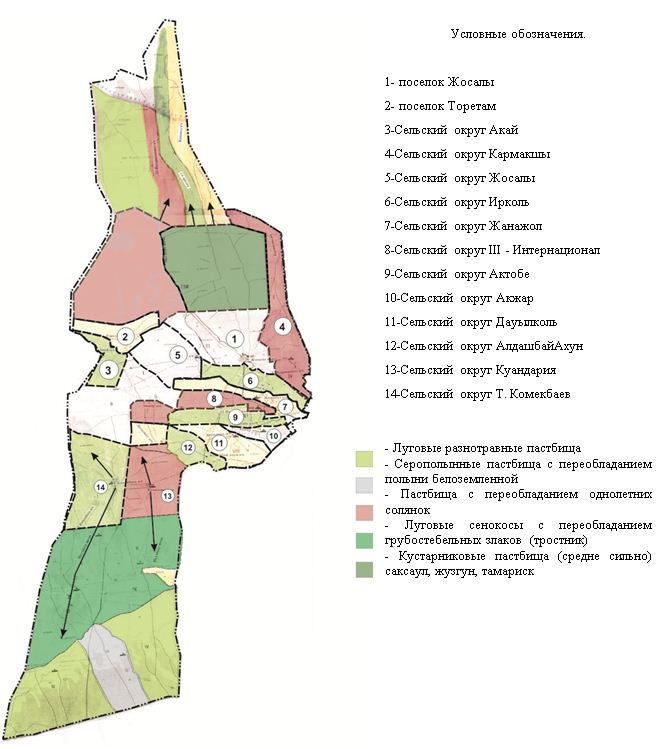 Условные обозначения.
1- поселок Жосалы
2- поселок Торетам
3-Сельский округ Акай
4-Сельский округ Кармакшы
5-Сельский округ Жосалы
6-Сельский округ Ирколь
7-Сельский округ Жанажол
8-Сельский округ III - Интернационал
9-Сельский округ Актобе
10-Сельский округ Акжар
11-Сельский округ Дауылколь
12-Сельский округ АлдашбайАхун
13-Сельский округ Куандария
14-Сельский округ Т. Комекбаев
- Луговые разнотравные пастбища
- Серополынные пастбища с переобладанием
полыни белоземленной
- Пастбища с переобладанием однолетних
солянок
- Луговые сенокосы с переобладанием
грубостебельных злаков (тростник)
- Кустарниковые пастбища (средне сильно)
саксаул, жузгун, тамариск
2
1
4
5
3
6
8
7
9
10
11
12
14
13